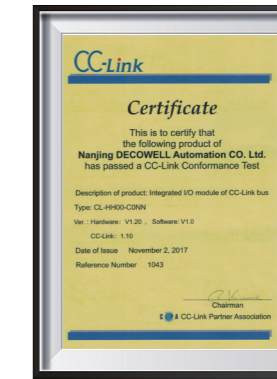 CC-Link
Certificate
This is to certify that
the following product of
Nanjing DECOWELL Automation CO. Ltd.
has passed a CC-Link Conformance Test
Description of product: Integrated I/O module of CC-Link bus
Type: CL-HH00-C0NN
Ver. : Hardware: V1.20 , Software: V1.0
CC-Link: 1.10
Date of Issue November 2, 2017
Reference Number 1043
Chairman
CC-Link Partner Association